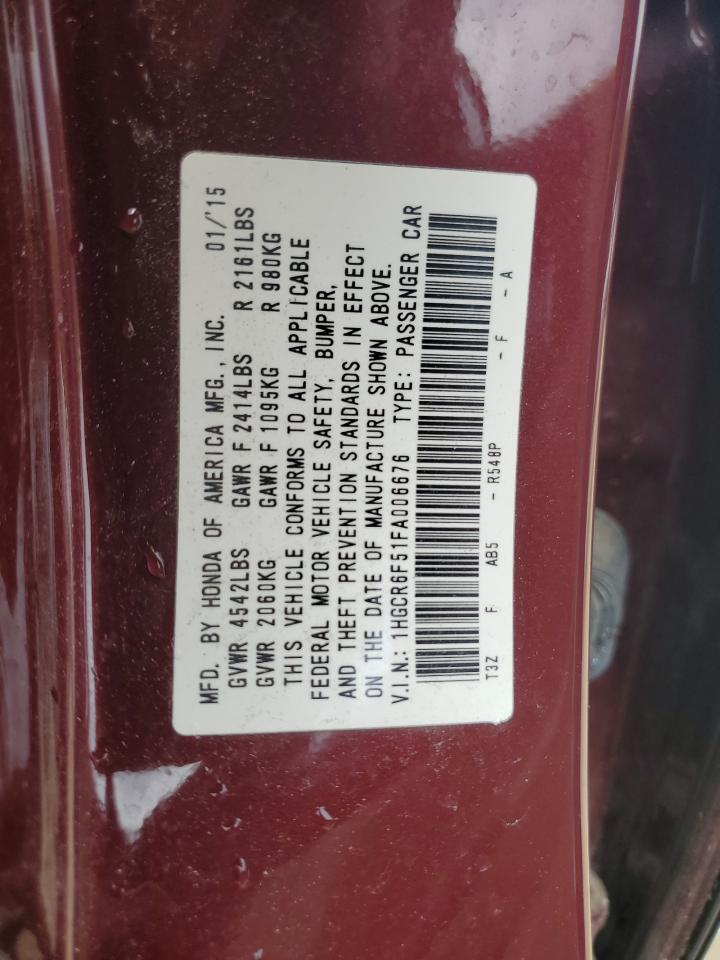 MFD. BY HONDA OF AMERICA MFG., INC. 01/'15
GVWR 4542LBS GAWR F 2414LBS R 2161LBS
GVWR 2060KG GAWR F 1095KG R 980KG
THIS VEHICLE CONFORMS TO ALL APPLICABLE
FEDERAL MOTOR VEHICLE SAFETY, BUMPER,
AND THEFT PREVENTION STANDARDS IN EFFECT
ON THE DATE OF MANUFACTURE SHOWN ABOVE.
V.I.N.: 1HGCR6F51FA006676 TYPE: PASSENGER CAR
T3Z F AB5 - R548P - F - A